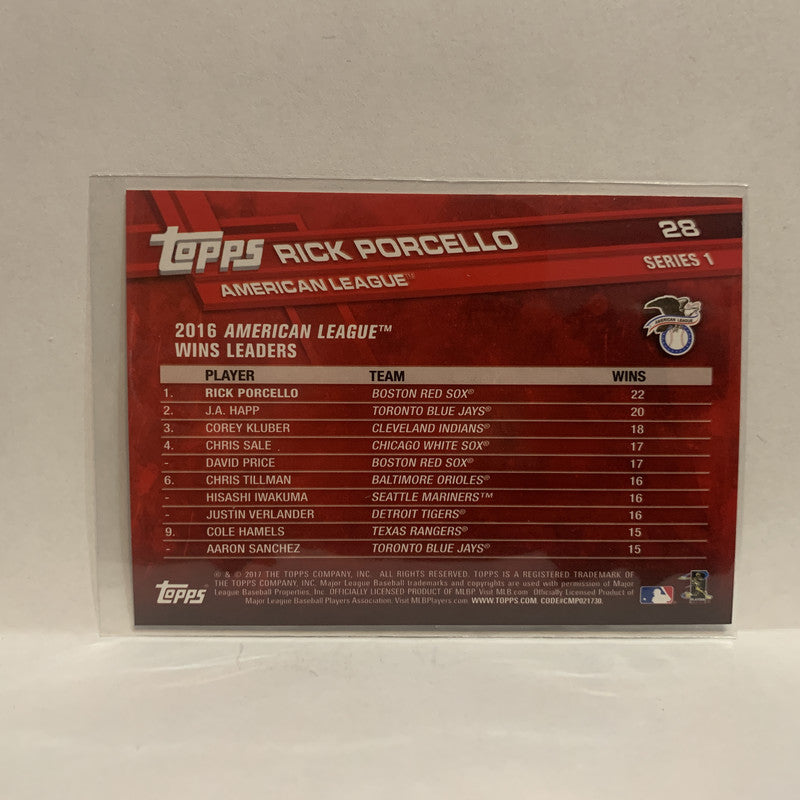 TOPPS RICK PORCELLO 28
AMERICAN LEAGUE™ SERIES 1
AMERICAN LEAGUE
2016 AMERICAN LEAGUE™
WINS LEADERS
PLAYER TEAM WINS
1. RICK PORCELLO BOSTON RED SOX® 22
2. J.A. HAPP TORONTO BLUE JAYS® 20
3. COREY KLUBER CLEVELAND INDIANS® 18
4. CHRIS SALE CHICAGO WHITE SOX® 17
- DAVID PRICE BOSTON RED SOX® 17
6. CHRIS TILLMAN BALTIMORE ORIOLES® 16
- HISASHI IWAKUMA SEATTLE MARINERS™ 16
- JUSTIN VERLANDER DETROIT TIGERS® 16
9. COLE HAMELS TEXAS RANGERS® 15
- AARON SANCHEZ TORONTO BLUE JAYS® 15
® & © 2017 THE TOPPS COMPANY, INC. ALL RIGHTS RESERVED. TOPPS IS A REGISTERED TRADEMARK OF
THE TOPPS COMPANY, INC. Major League Baseball trademarks and copyrights are used with permission of Major
League Baseball Properties, Inc. OFFICIALLY LICENSED PRODUCT OF MLBP. Visit MLB.com. Officially Licensed Product of
Major League Baseball Players Association. Visit MLBPlayers.com WWW.TOPPS.COM. CODE#CMP021730.
TOPPS